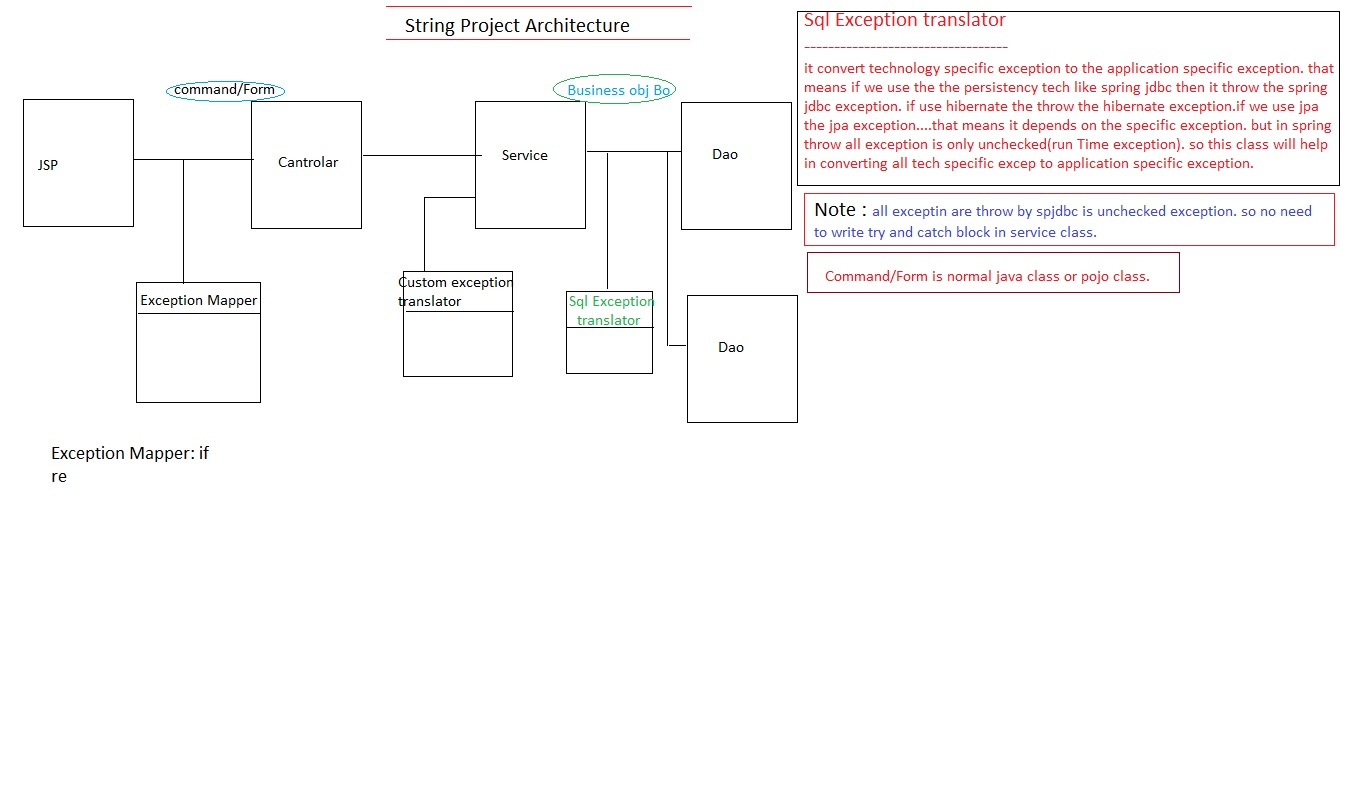 String Project Architecture
Sql Exception translator
----------------------------------
it convert technology specific exception to the application specific exception. that
means if we use the the persistency tech like spring jdbc then it throw the spring
jdbc exception. if use hibernate the throw the hibernate exception.if we use jpa
the jpa exception....that means it depends on the specific exception. but in spring
throw all exception is only unchecked(run Time exception). so this class will help
in converting all tech specific excep to application specific exception.
Note : all exceptin are throw by spjdbc is unchecked exception. so no need
to write try and catch block in service class.
Command/Form is normal java class or pojo class.
command/Form
Business obj Bo
JSP
Cantrolar
Service
Dao
Exception Mapper
Custom exception
translator
Sql Exception
translator
Dao
Exception Mapper: if
re